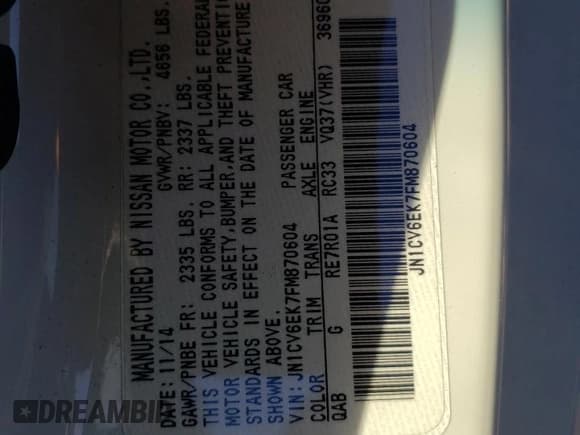 MANUFACTURED BY NISSAN MOTOR CO.,LTD.
DATE: 11/14 GVWR/PNBV: 4656 LBS.
GAWR/PNBE FR: 2335 LBS. RR: 2337 LBS.
THIS VEHICLE CONFORMS TO ALL APPLICABLE FEDERAL
MOTOR VEHICLE SAFETY,BUMPER,AND THEFT PREVENTION
STANDARDS IN EFFECT ON THE DATE OF MANUFACTURE
SHOWN ABOVE.
VIN:JN1CV6EK7FM870604 PASSENGER CAR
COLOR TRIM TRANS AXLE ENGINE
QAB G RE7R01A RC33 VQ37(VHR) 3696
JN1CV6EK7FM870604
DREAMBI